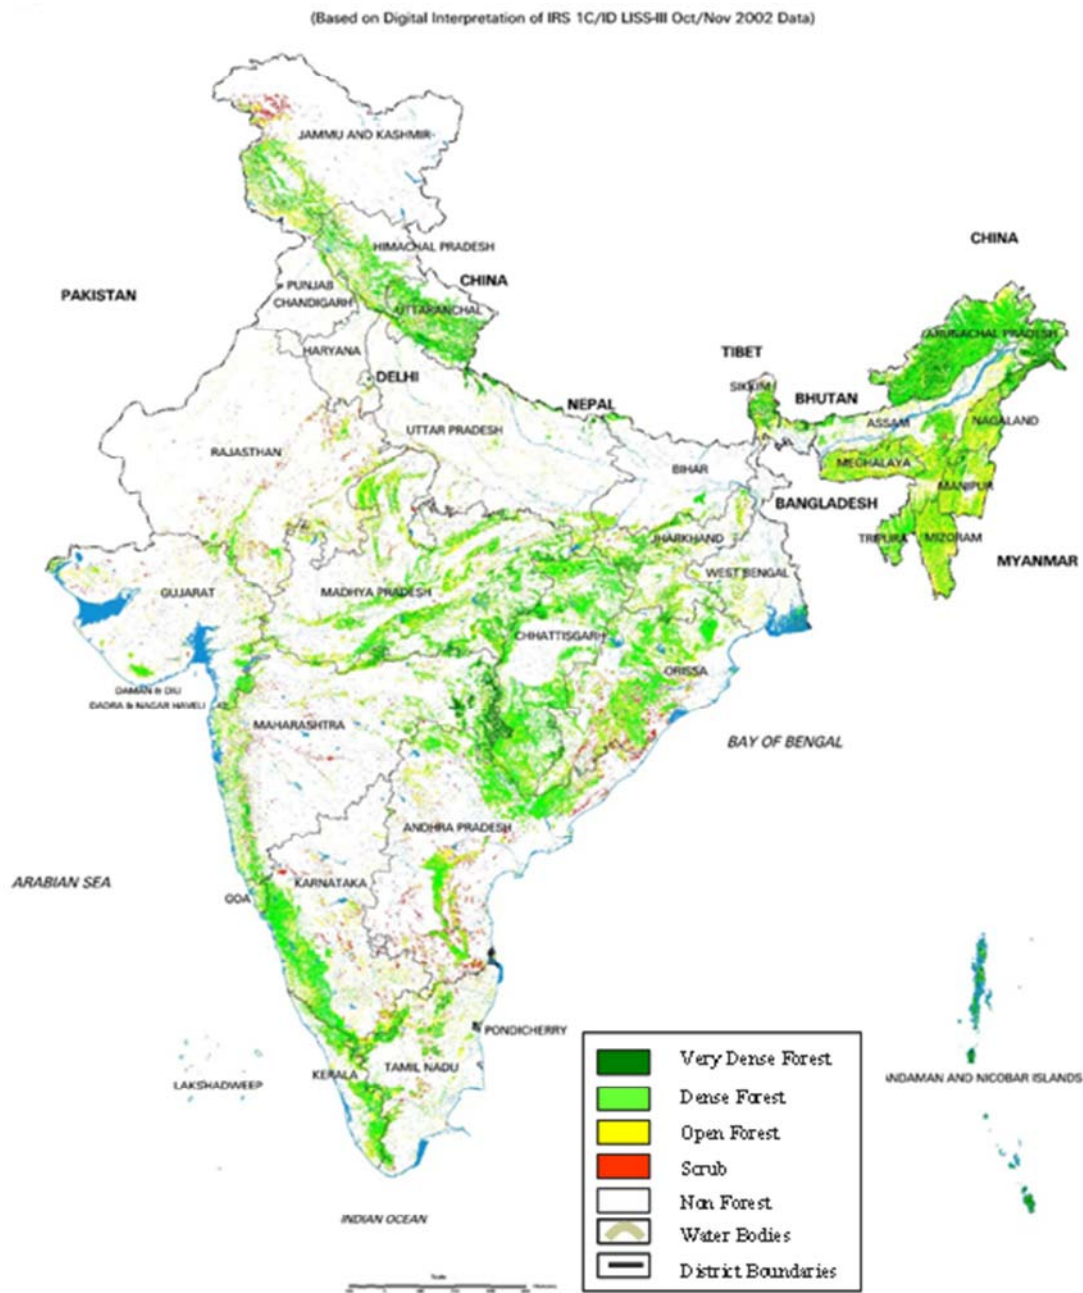 (Based on Digital Interpretation of IRS 1C/ID LISS-III Oct/Nov 2002 Data)
JAMMU AND KASHMIR
CHINA
HIMACHAL PRADESH
CHINA
PAKISTAN
PUNJAB
CHANDIGARH
UTTARANCHAL
ARUNACHAL PRADESH
HARYANA
TIBET
DELHI
SIKKIM
BHUTAN
NEPAL
ASSAM
NAGALAND
UTTAR PRADESH
RAJASTHAN
MEGHALAYA
BIHAR
MANIPUR
BANGLADESH
JHARKHAND
TRIPURA
MIZORAM
MYANMAR
WEST BENGAL
GUJARAT
MADHYA PRADESH
CHHATTISGARH
ORISSA
DAMAN & DIU
DADRA & NAGAR HAVELI
MAHARASHTRA
BAY OF BENGAL
ANDHRA PRADESH
ARABIAN SEA
KARNATAKA
GOA
PONDICHERRY
KERALA
TAMIL NADU
LAKSHADWEEP
NDAMAN AND NICOBAR ISLANDS
INDIAN OCEAN
Very Dense Forest
Dense Forest
Open Forest
Scrub
Non Forest
Water Bodies
District Boundaries
Scale